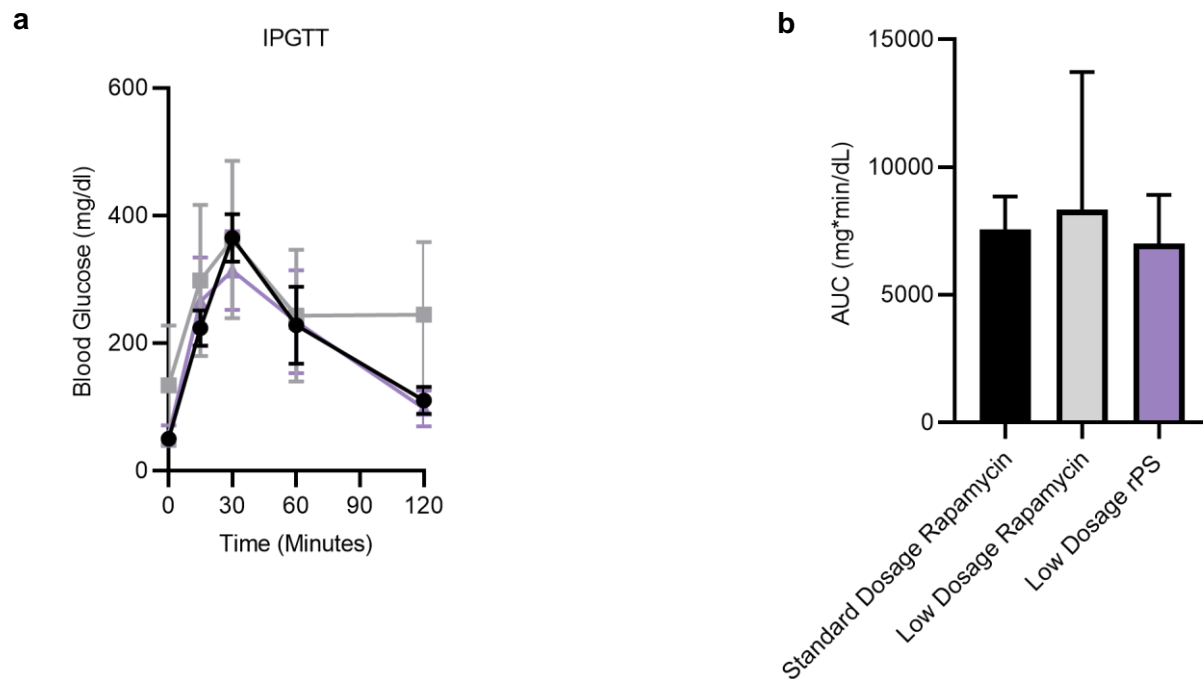 a
IPGTT
Blood Glucose (mg/dl)
600
400
200
0
0 30 60 90 120
Time (Minutes)
b
AUC (mg*min/dL)
15000
10000
5000
0
Standard Dosage Rapamycin
Low Dosage Rapamycin
Low Dosage rPS